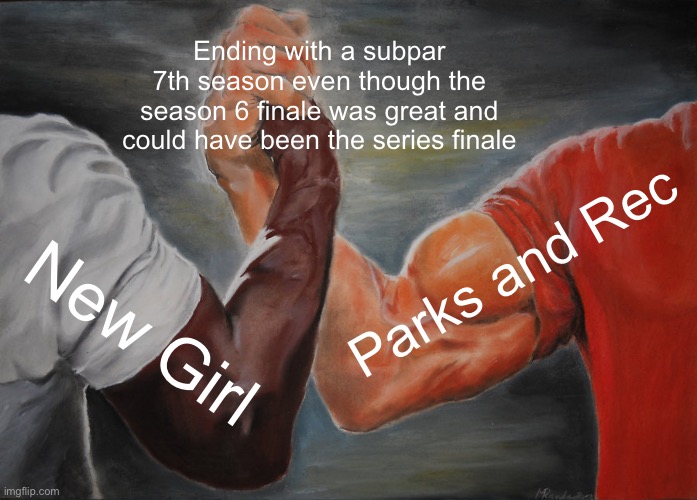 Ending with a subpar
7th season even though the
season 6 finale was great and
could have been the series finale
New Girl
Parks and Rec
imgflip.com